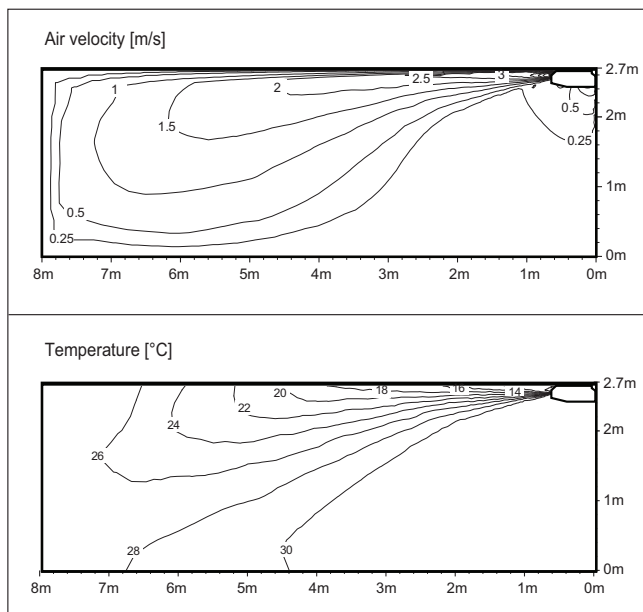 Air velocity [m/s]
2.7m
2.5
3
1
2
0.5
1.5
2m
0.25
1m
0.5
0.25
0m
8m 7m 6m 5m 4m 3m 2m 1m 0m
Temperature [°C]
2.7m
20
18
16
14
22
24
2m
26
1m
28
30
0m
8m 7m 6m 5m 4m 3m 2m 1m 0m